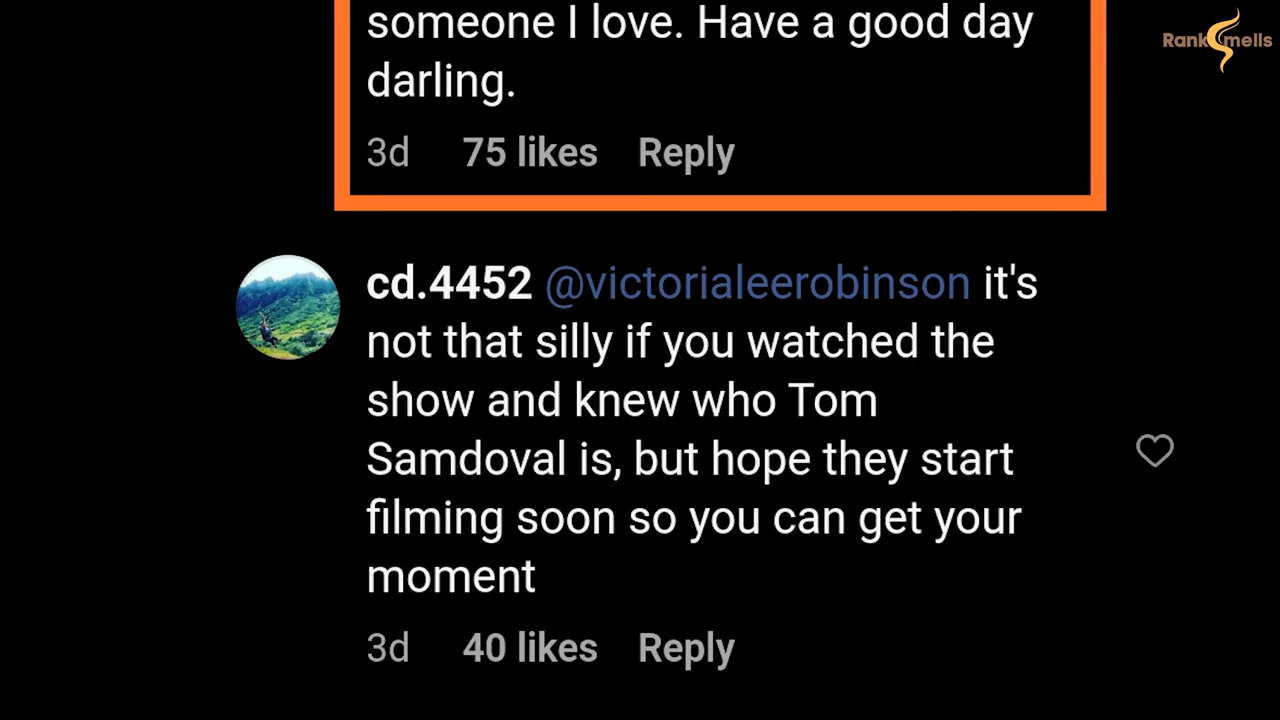 someone I love. Have a good day
darling.
3d 75 likes Reply
cd.4452 @victorialeerobinson it's
not that silly if you watched the
show and knew who Tom
Samdoval is, but hope they start
filming soon so you can get your
moment
3d 40 likes Reply
RankSmells